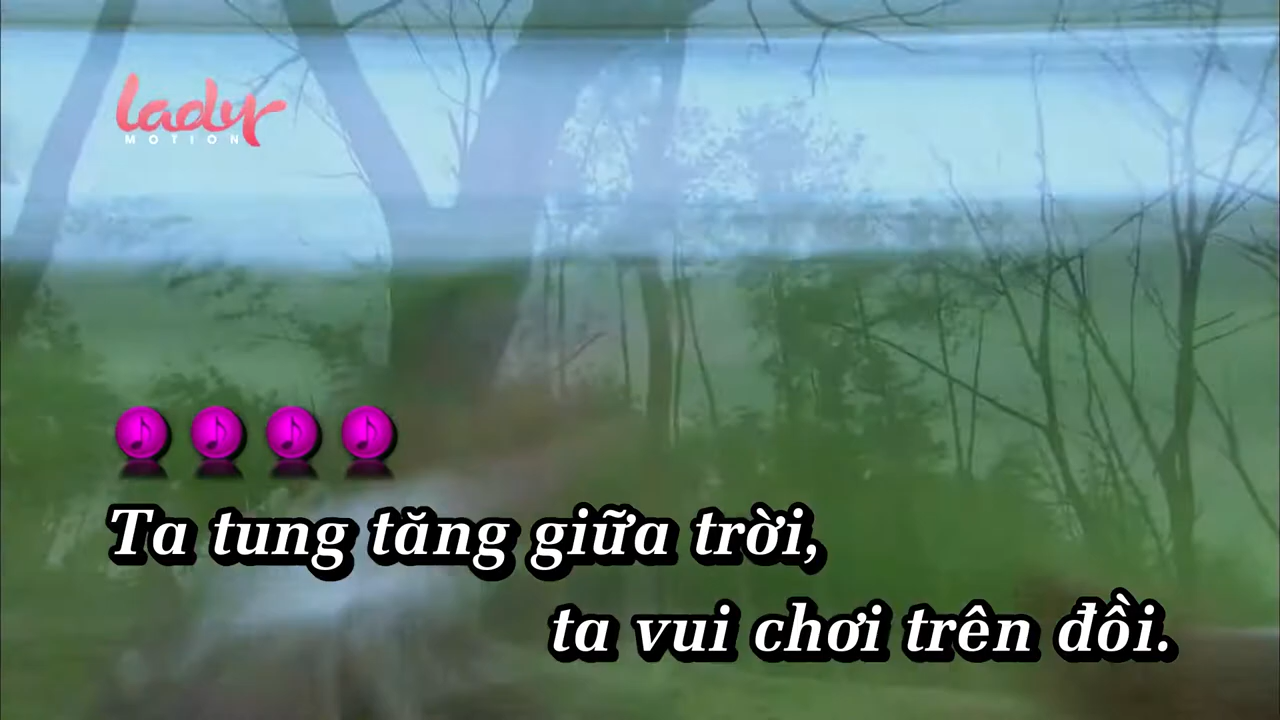 lady
MOTION
Ta tung tăng giữa trời,
ta vui chơi trên đồi.